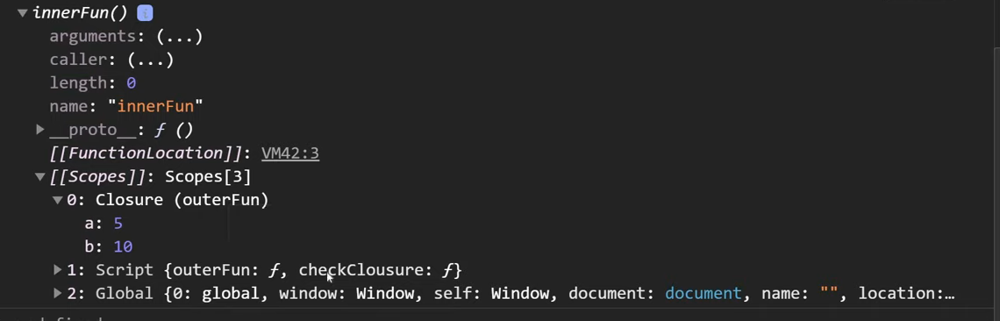 innerFun() i
arguments: (...)
caller: (...)
length: 0
name: "innerFun"
__proto__: ƒ ()
[[FunctionLocation]]: VM42:3
[[Scopes]]: Scopes[3]
0: Closure (outerFun)
a: 5
b: 10
1: Script {outerFun: ƒ, checkClousure: ƒ}
2: Global {0: global, window: Window, self: Window, document: document, name: "", location:…